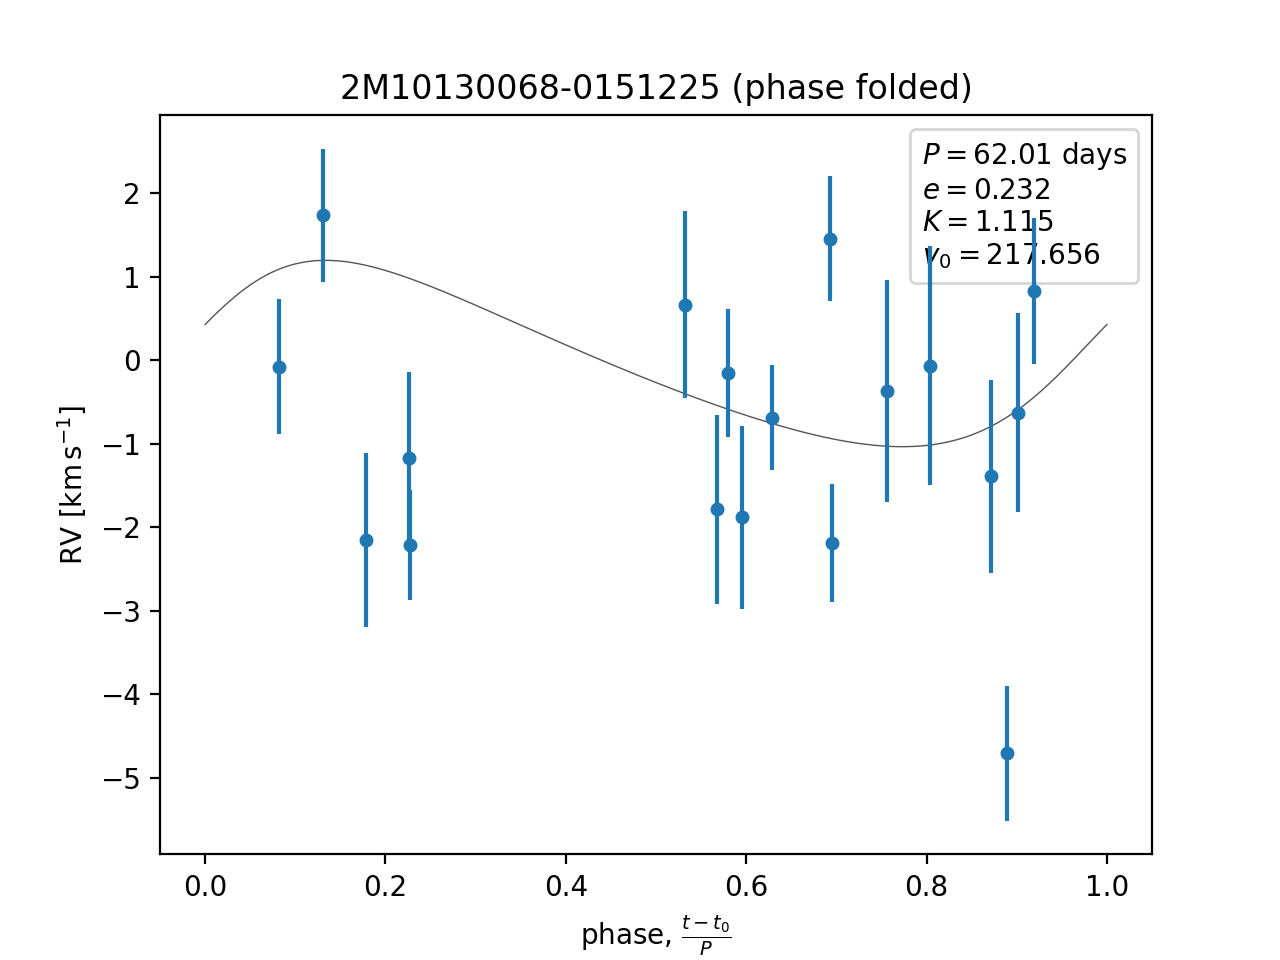 2M10130068-0151225 (phase folded)
P = 62.01 days
e = 0.232
K = 1.115
v₀ = 217.656
2
1
0
−1
−2
−3
−4
−5
RV [km s⁻¹]
0.0 0.2 0.4 0.6 0.8 1.0
phase, (t − t₀)/P